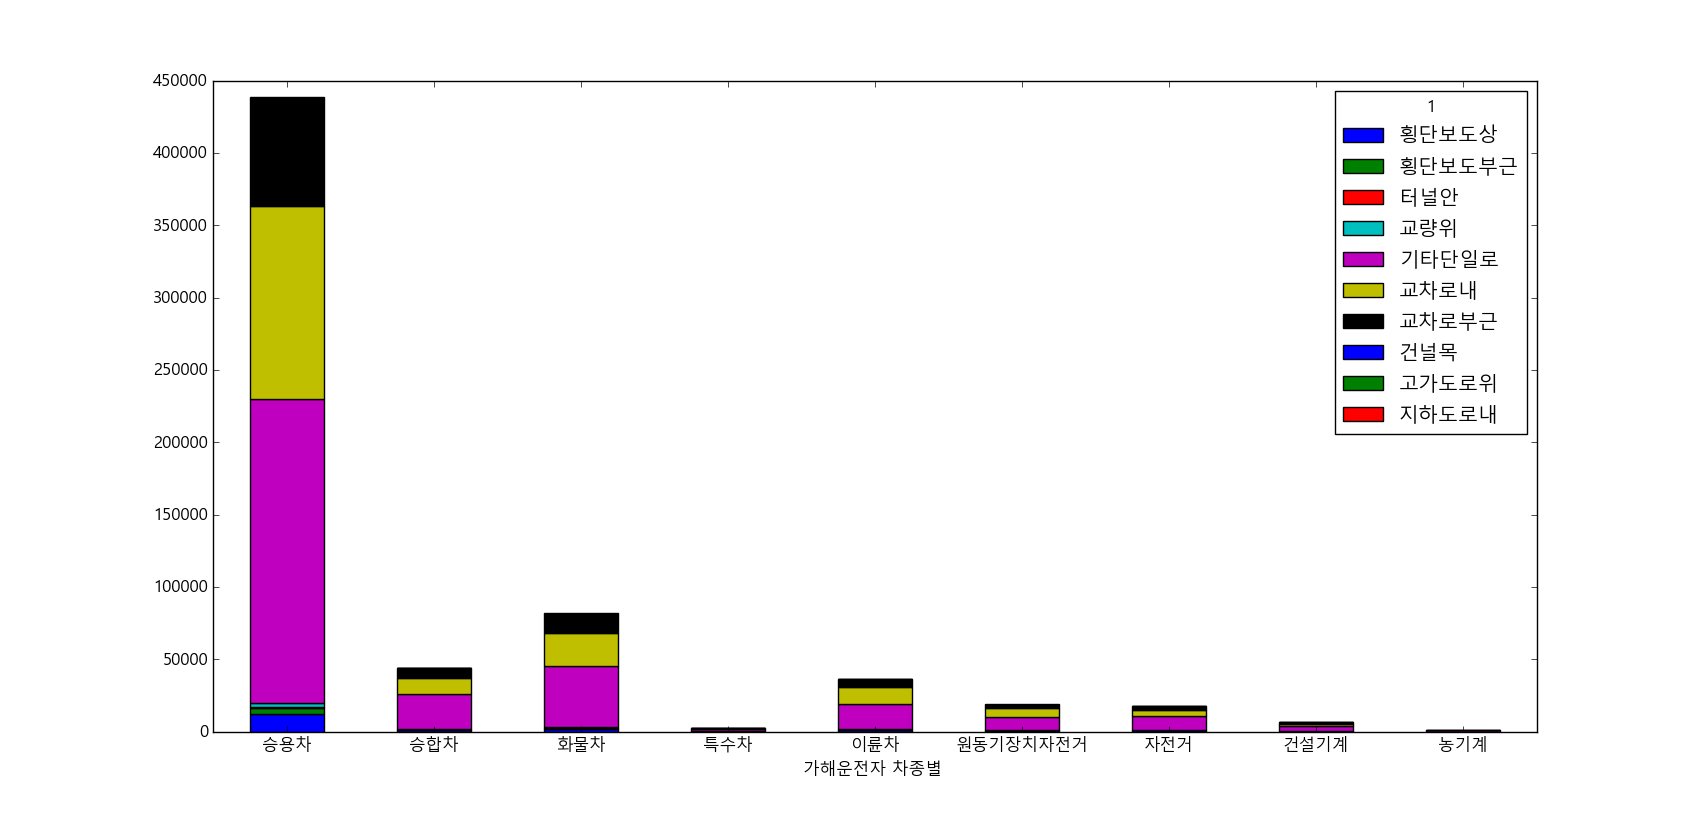 450000
400000
350000
300000
250000
200000
150000
100000
50000
0
1
횡단보도상
횡단보도부근
터널안
교량위
기타단일로
교차로내
교차로부근
건널목
고가도로위
지하도로내
승용차 승합차 화물차 특수차 이륜차 원동기장치자전거 자전거 건설기계 농기계
가해운전자 차종별